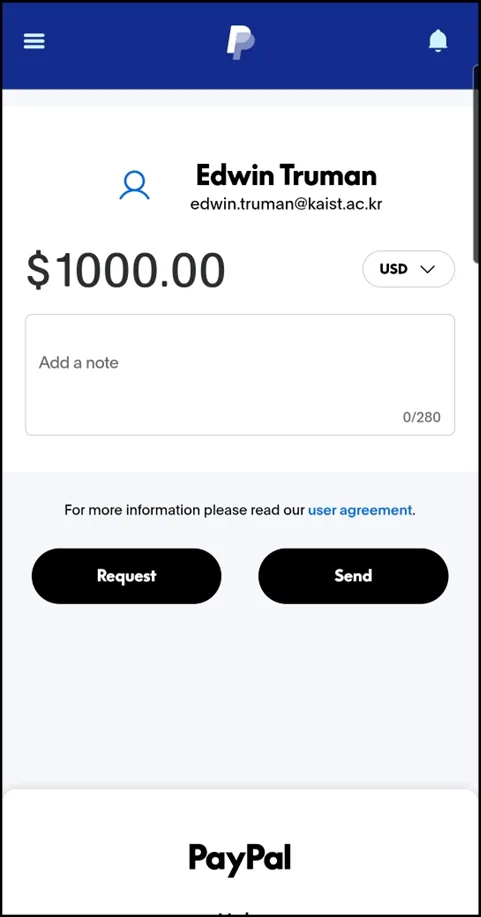 Edwin Truman
edwin.truman@kaist.ac.kr
$1000.00
USD
Add a note
0/280
For more information please read our user agreement.
Request
Send
PayPal